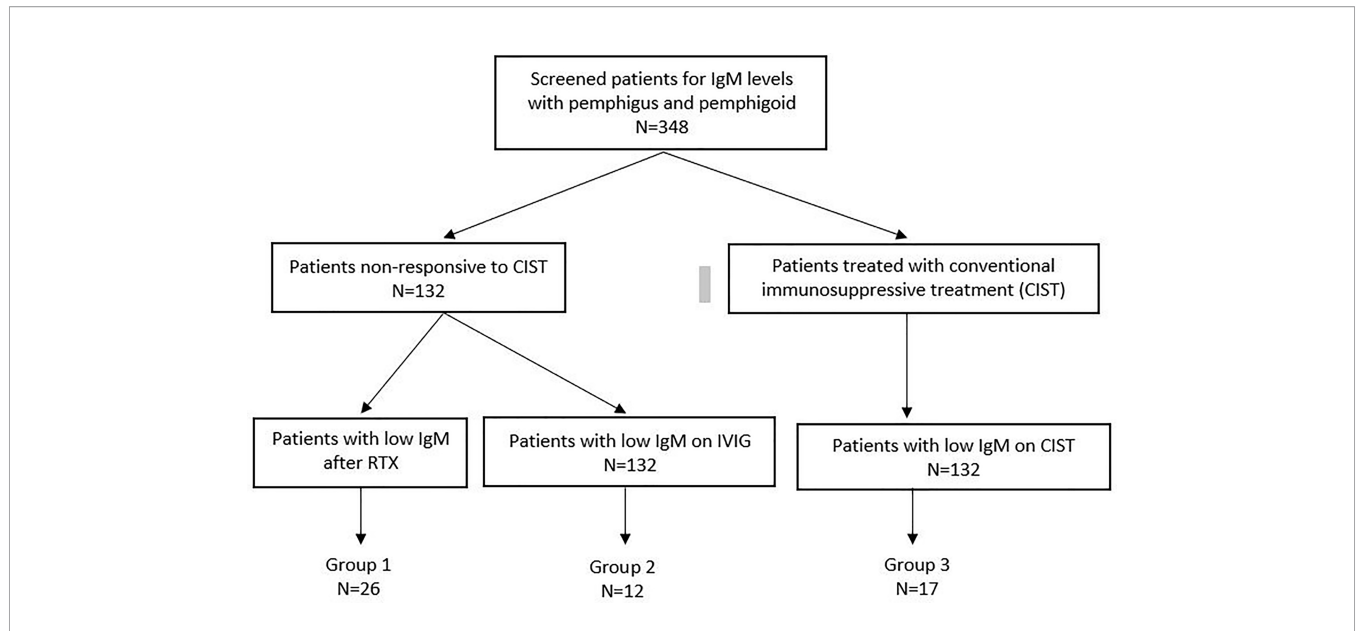 Screened patients for IgM levels
with pemphigus and pemphigoid
N=348
Patients non-responsive to CIST
N=132
Patients treated with conventional
immunosuppressive treatment (CIST)
Patients with low IgM
after RTX
Patients with low IgM on IVIG
N=132
Patients with low IgM on CIST
N=132
Group 1
N=26
Group 2
N=12
Group 3
N=17